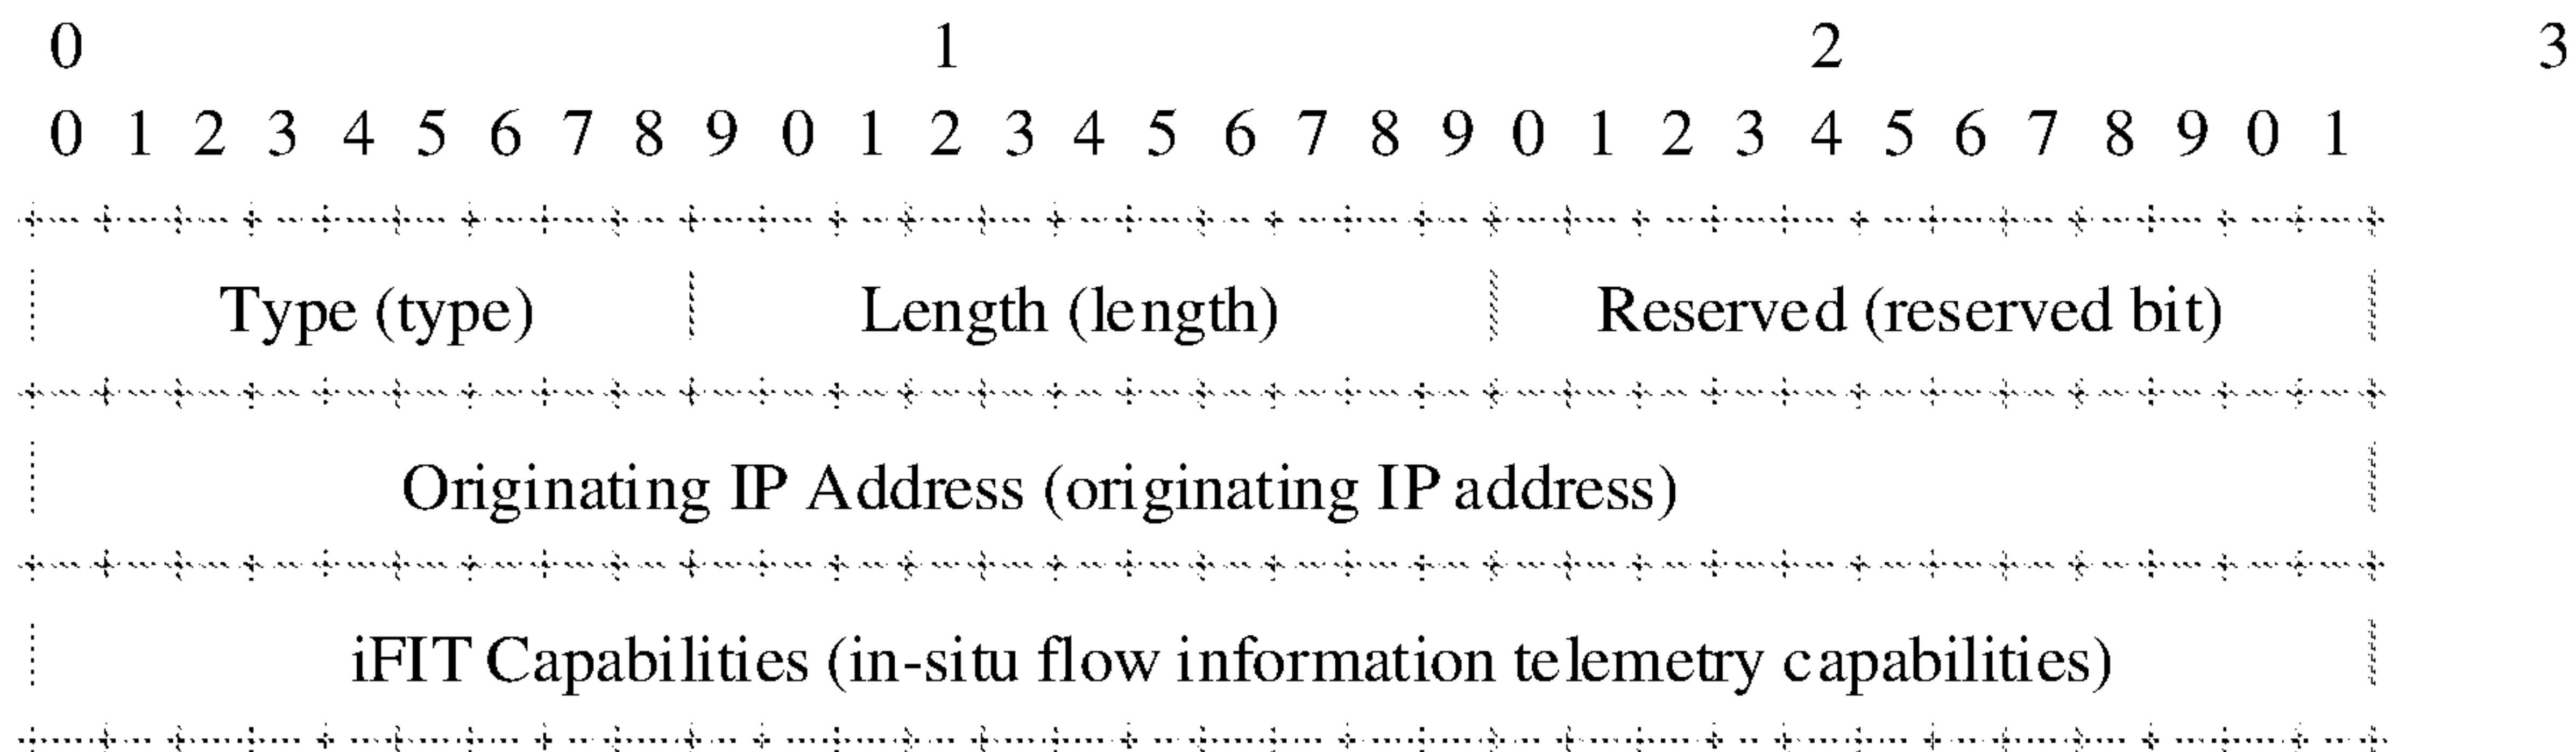 0 1 2 3
0 1 2 3 4 5 6 7 8 9 0 1 2 3 4 5 6 7 8 9 0 1 2 3 4 5 6 7 8 9 0 1
Type (type) Length (length) Reserved (reserved bit)
Originating IP Address (originating IP address)
iFIT Capabilities (in-situ flow information telemetry capabilities)